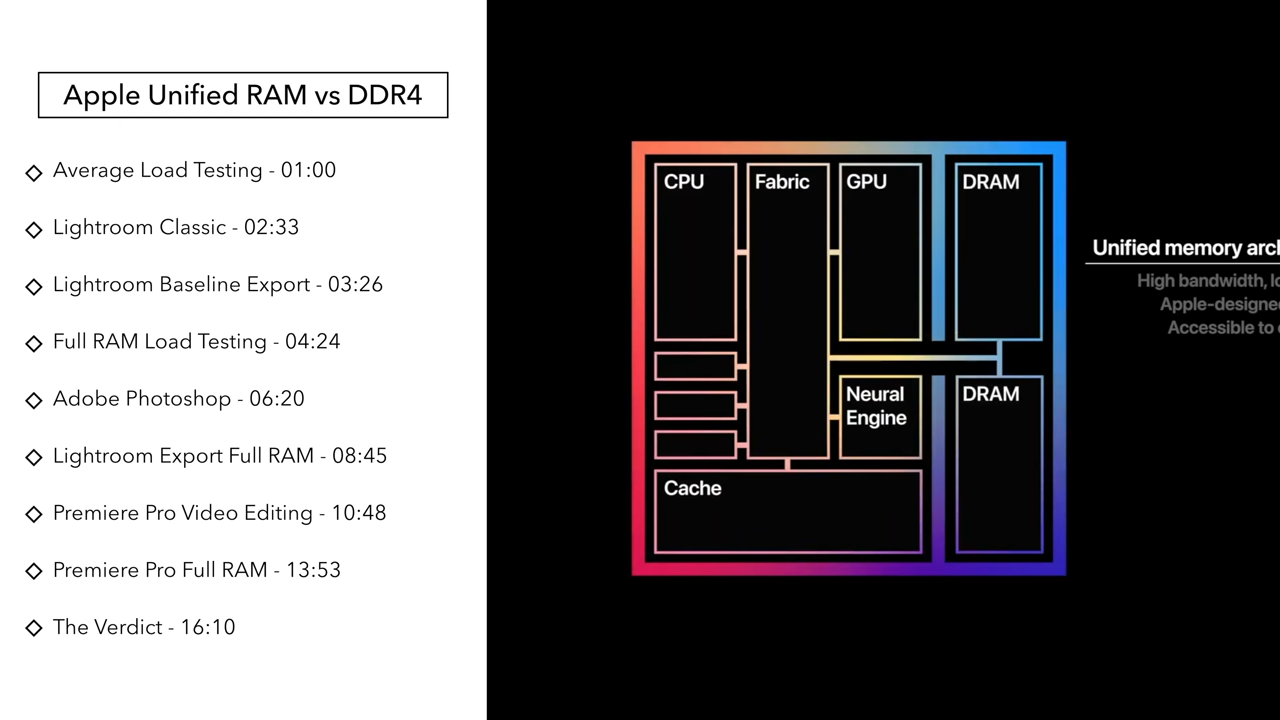 Apple Unified RAM vs DDR4
Average Load Testing - 01:00
Lightroom Classic - 02:33
Lightroom Baseline Export - 03:26
Full RAM Load Testing - 04:24
Adobe Photoshop - 06:20
Lightroom Export Full RAM - 08:45
Premiere Pro Video Editing - 10:48
Premiere Pro Full RAM - 13:53
The Verdict - 16:10
CPU
Fabric
GPU
DRAM
Neural
Engine
DRAM
Cache
Unified memory
High bandwidth,
Accessible to